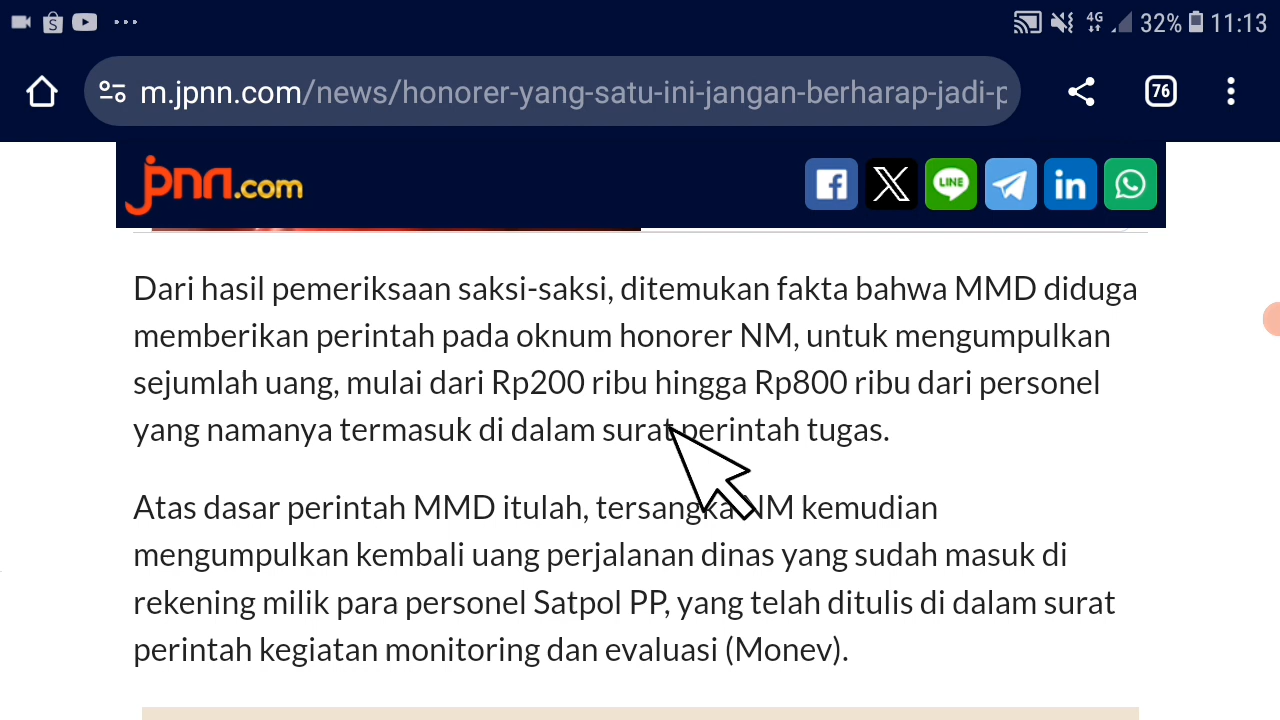 4G 32% 11:13
m.jpnn.com/news/honorer-yang-satu-ini-jangan-berharap-jadi-p
76
jpnn.com
LINE
Dari hasil pemeriksaan saksi-saksi, ditemukan fakta bahwa MMD diduga
memberikan perintah pada oknum honorer NM, untuk mengumpulkan
sejumlah uang, mulai dari Rp200 ribu hingga Rp800 ribu dari personel
yang namanya termasuk di dalam surat perintah tugas.
Atas dasar perintah MMD itulah, tersangka NM kemudian
mengumpulkan kembali uang perjalanan dinas yang sudah masuk di
rekening milik para personel Satpol PP, yang telah ditulis di dalam surat
perintah kegiatan monitoring dan evaluasi (Monev).